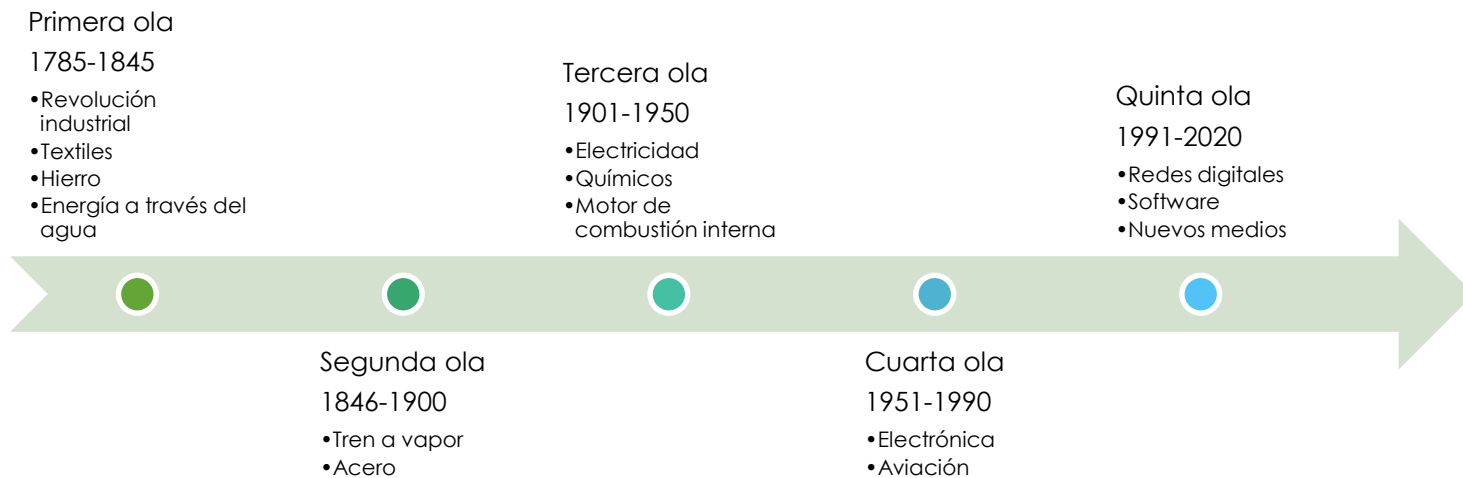 Primera ola
1785-1845
•Revolución
industrial
•Textiles
•Hierro
•Energía a través del
agua
Segunda ola
1846-1900
•Tren a vapor
•Acero
Tercera ola
1901-1950
•Electricidad
•Químicos
•Motor de
combustión interna
Cuarta ola
1951-1990
•Electrónica
•Aviación
Quinta ola
1991-2020
•Redes digitales
•Software
•Nuevos medios